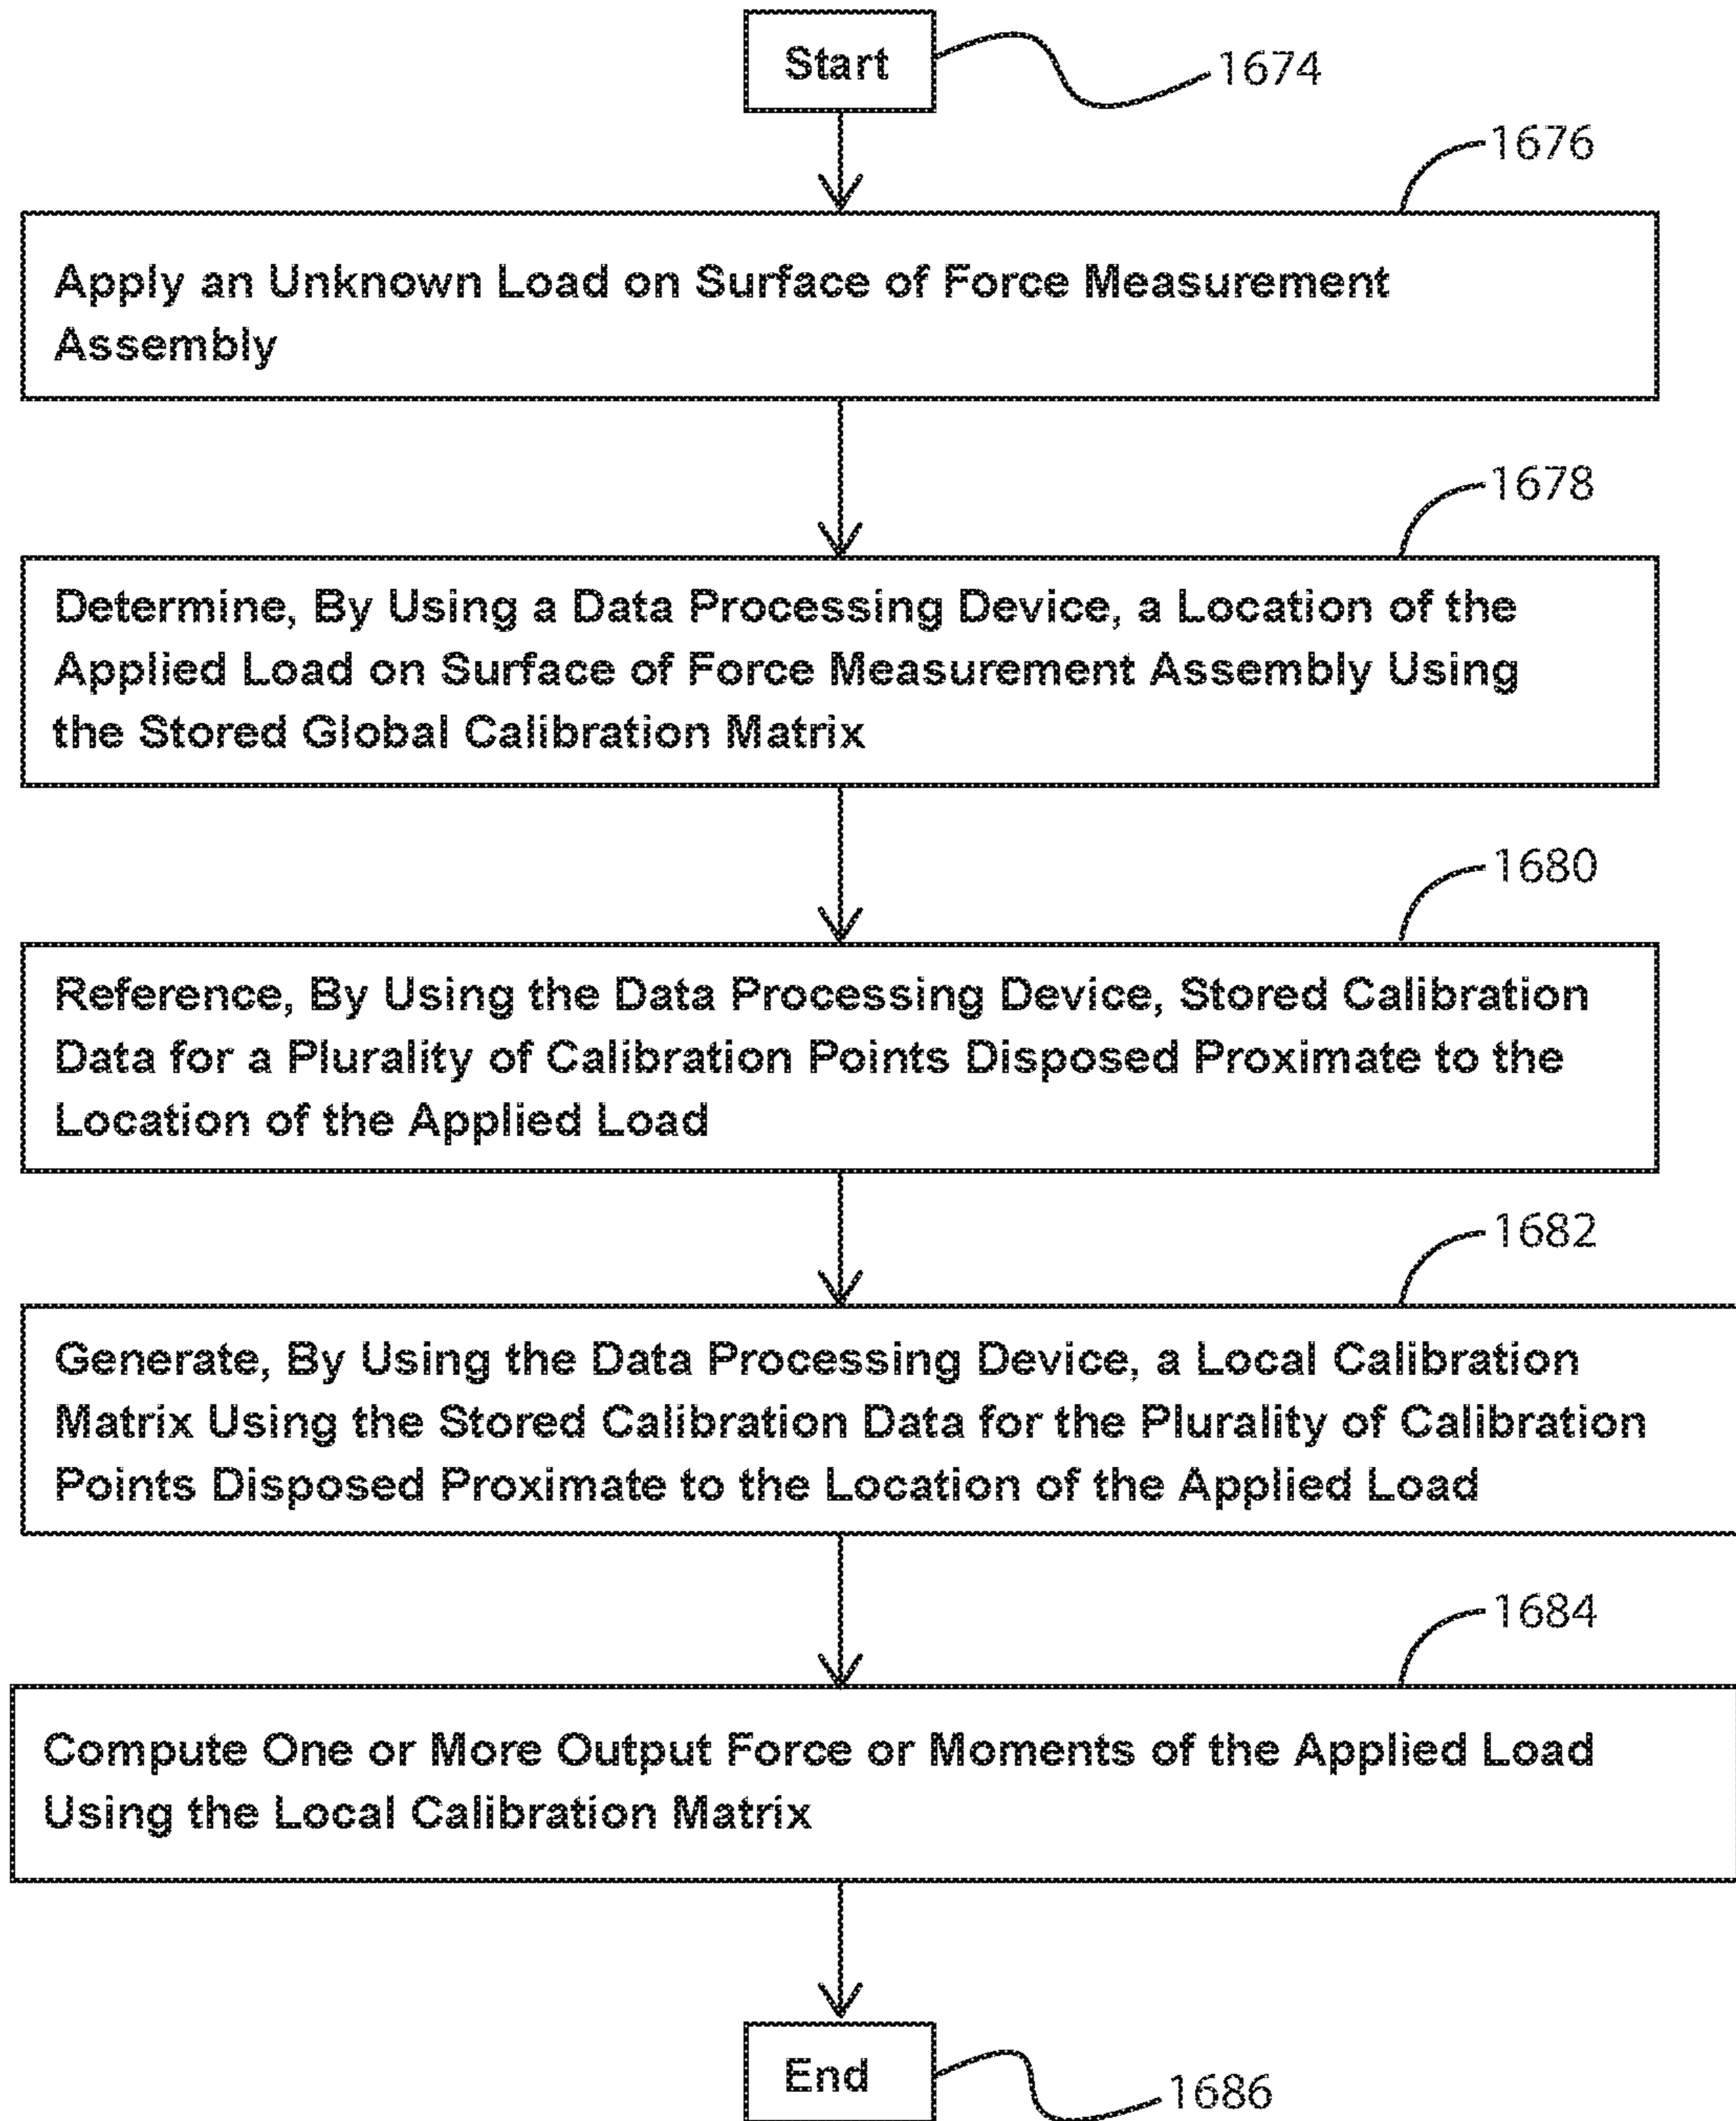 Start
1674
1676
Apply an Unknown Load on Surface of Force Measurement
Assembly
1678
Determine, By Using a Data Processing Device, a Location of the
Applied Load on Surface of Force Measurement Assembly Using
the Stored Global Calibration Matrix
1680
Reference, By Using the Data Processing Device, Stored Calibration
Data for a Plurality of Calibration Points Disposed Proximate to the
Location of the Applied Load
1682
Generate, By Using the Data Processing Device, a Local Calibration
Matrix Using the Stored Calibration Data for the Plurality of Calibration
Points Disposed Proximate to the Location of the Applied Load
1684
Compute One or More Output Force or Moments of the Applied Load
Using the Local Calibration Matrix
End
1686